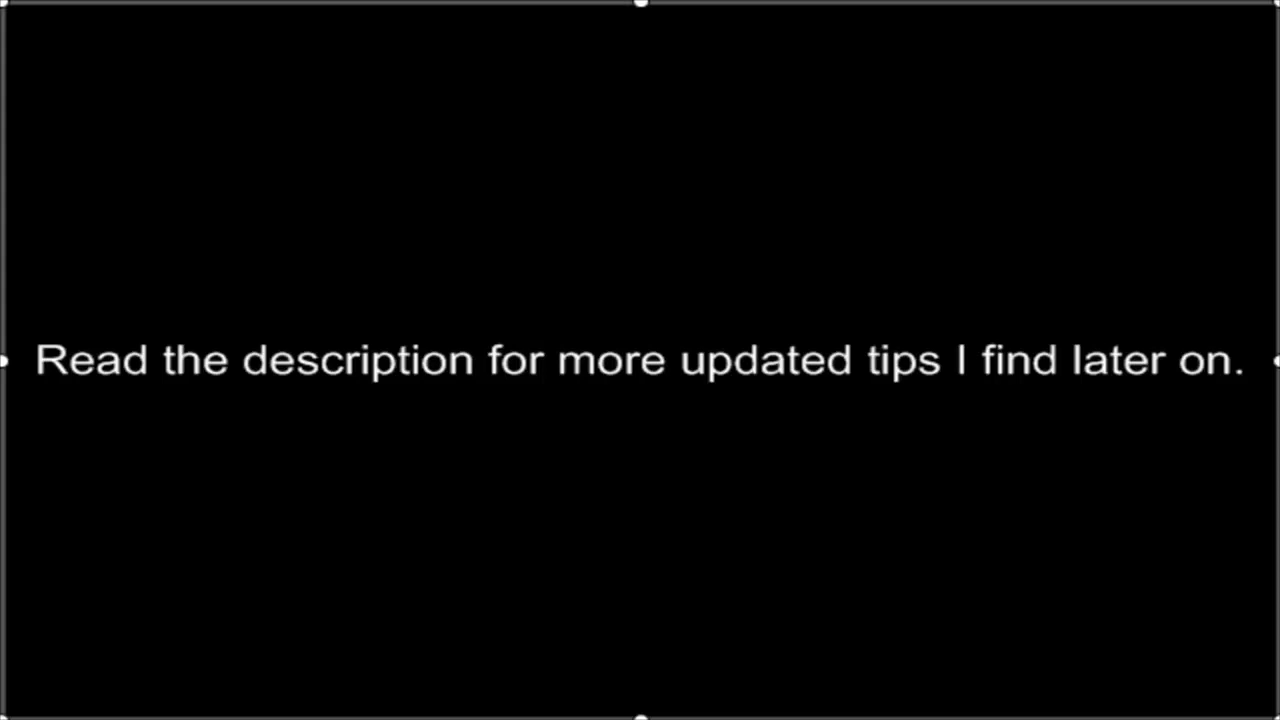 Read the description for more updated tips I find later on.